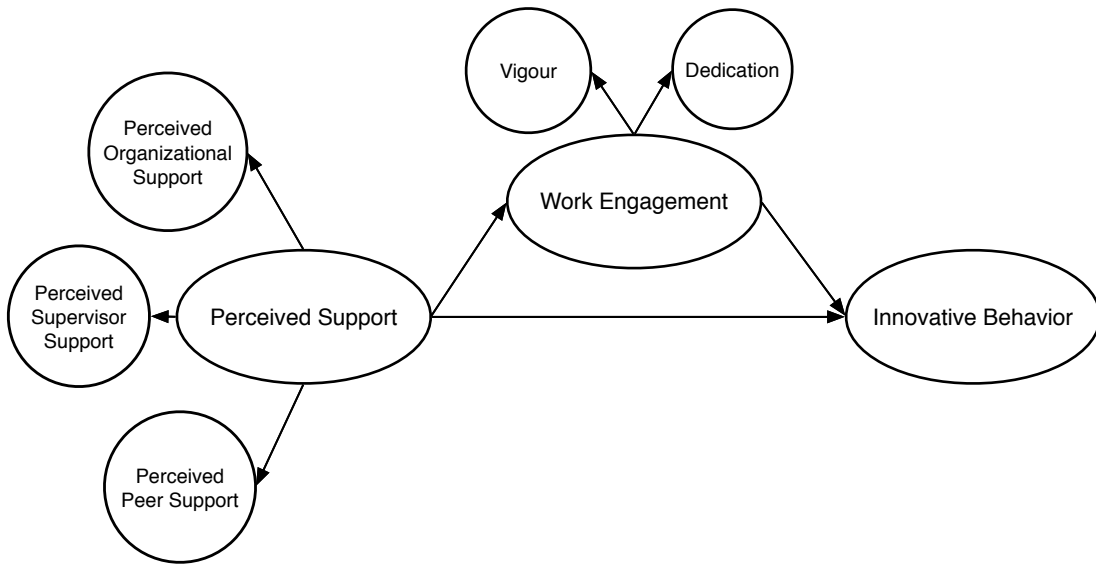 Vigour
Dedication
Perceived
Organizational
Support
Work Engagement
Perceived
Supervisor
Support
Perceived Support
Innovative Behavior
Perceived
Peer Support